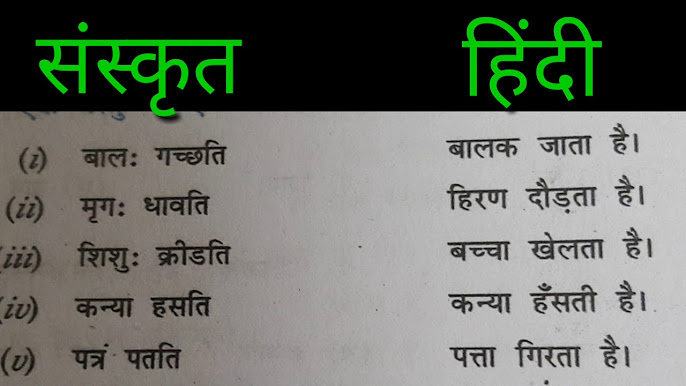 संस्कृत हिंदी
(i) बालः गच्छति बालक जाता है।
(ii) मृगः धावति हिरण दौड़ता है।
(iii) शिशुः क्रीडति बच्चा खेलता है।
(iv) कन्या हसति कन्या हँसती है।
(v) पत्रं पतति पत्ता गिरता है।